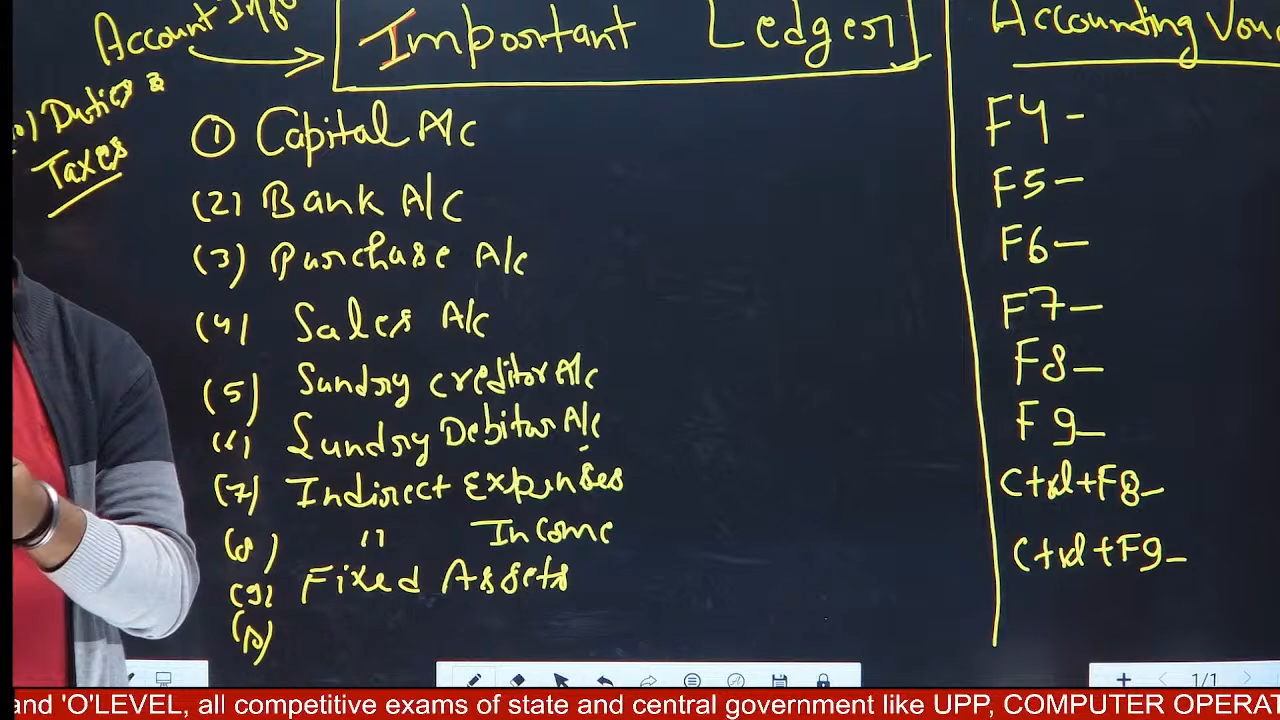 Account Info
Important Ledger
10) Duties &
Taxes
(1) Capital A/c
(2) Bank A/c
(3) Purchase A/c
(4) Sales A/c
(5) Sundry creditor A/c
(6) Sundry Debitor A/c
(7) Indirect Expenses
(8) " Income
(9) Fixed Assets
(10)
Accounting Vouc
F4 -
F5 -
F6 -
F7 -
F8 -
F9 -
Ctrl+F8 -
Ctrl+F9 -
1/1
and 'O'LEVEL, all competitive exams of state and central government like UPP, COMPUTER OPERAT